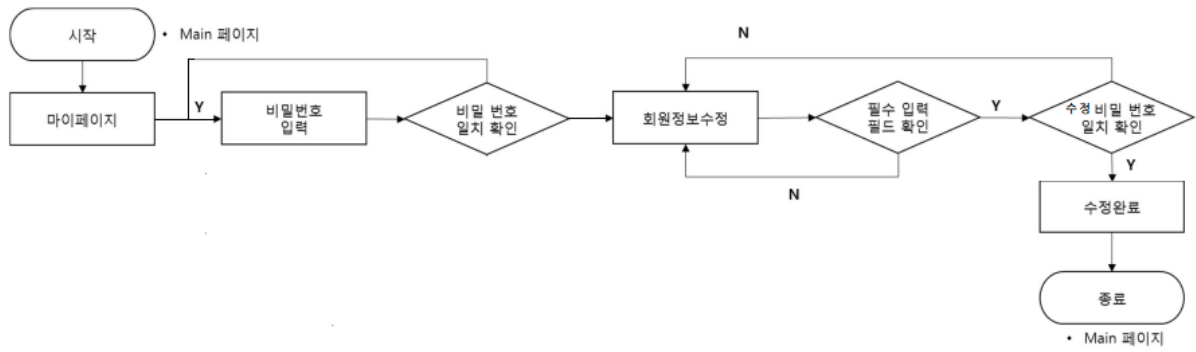 시작
• Main 페이지
마이페이지
Y
비밀번호
입력
비밀 번호
일치 확인
회원정보수정
필수 입력
필드 확인
N
Y
N
수정 비밀 번호
일치 확인
Y
수정완료
종료
• Main 페이지